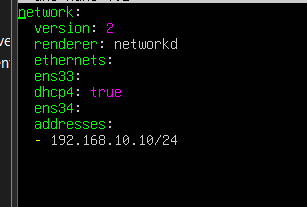 network:
version: 2
renderer: networkd
ethernets:
ens33:
dhcp4: true
ens34:
addresses:
- 192.168.10.10/24